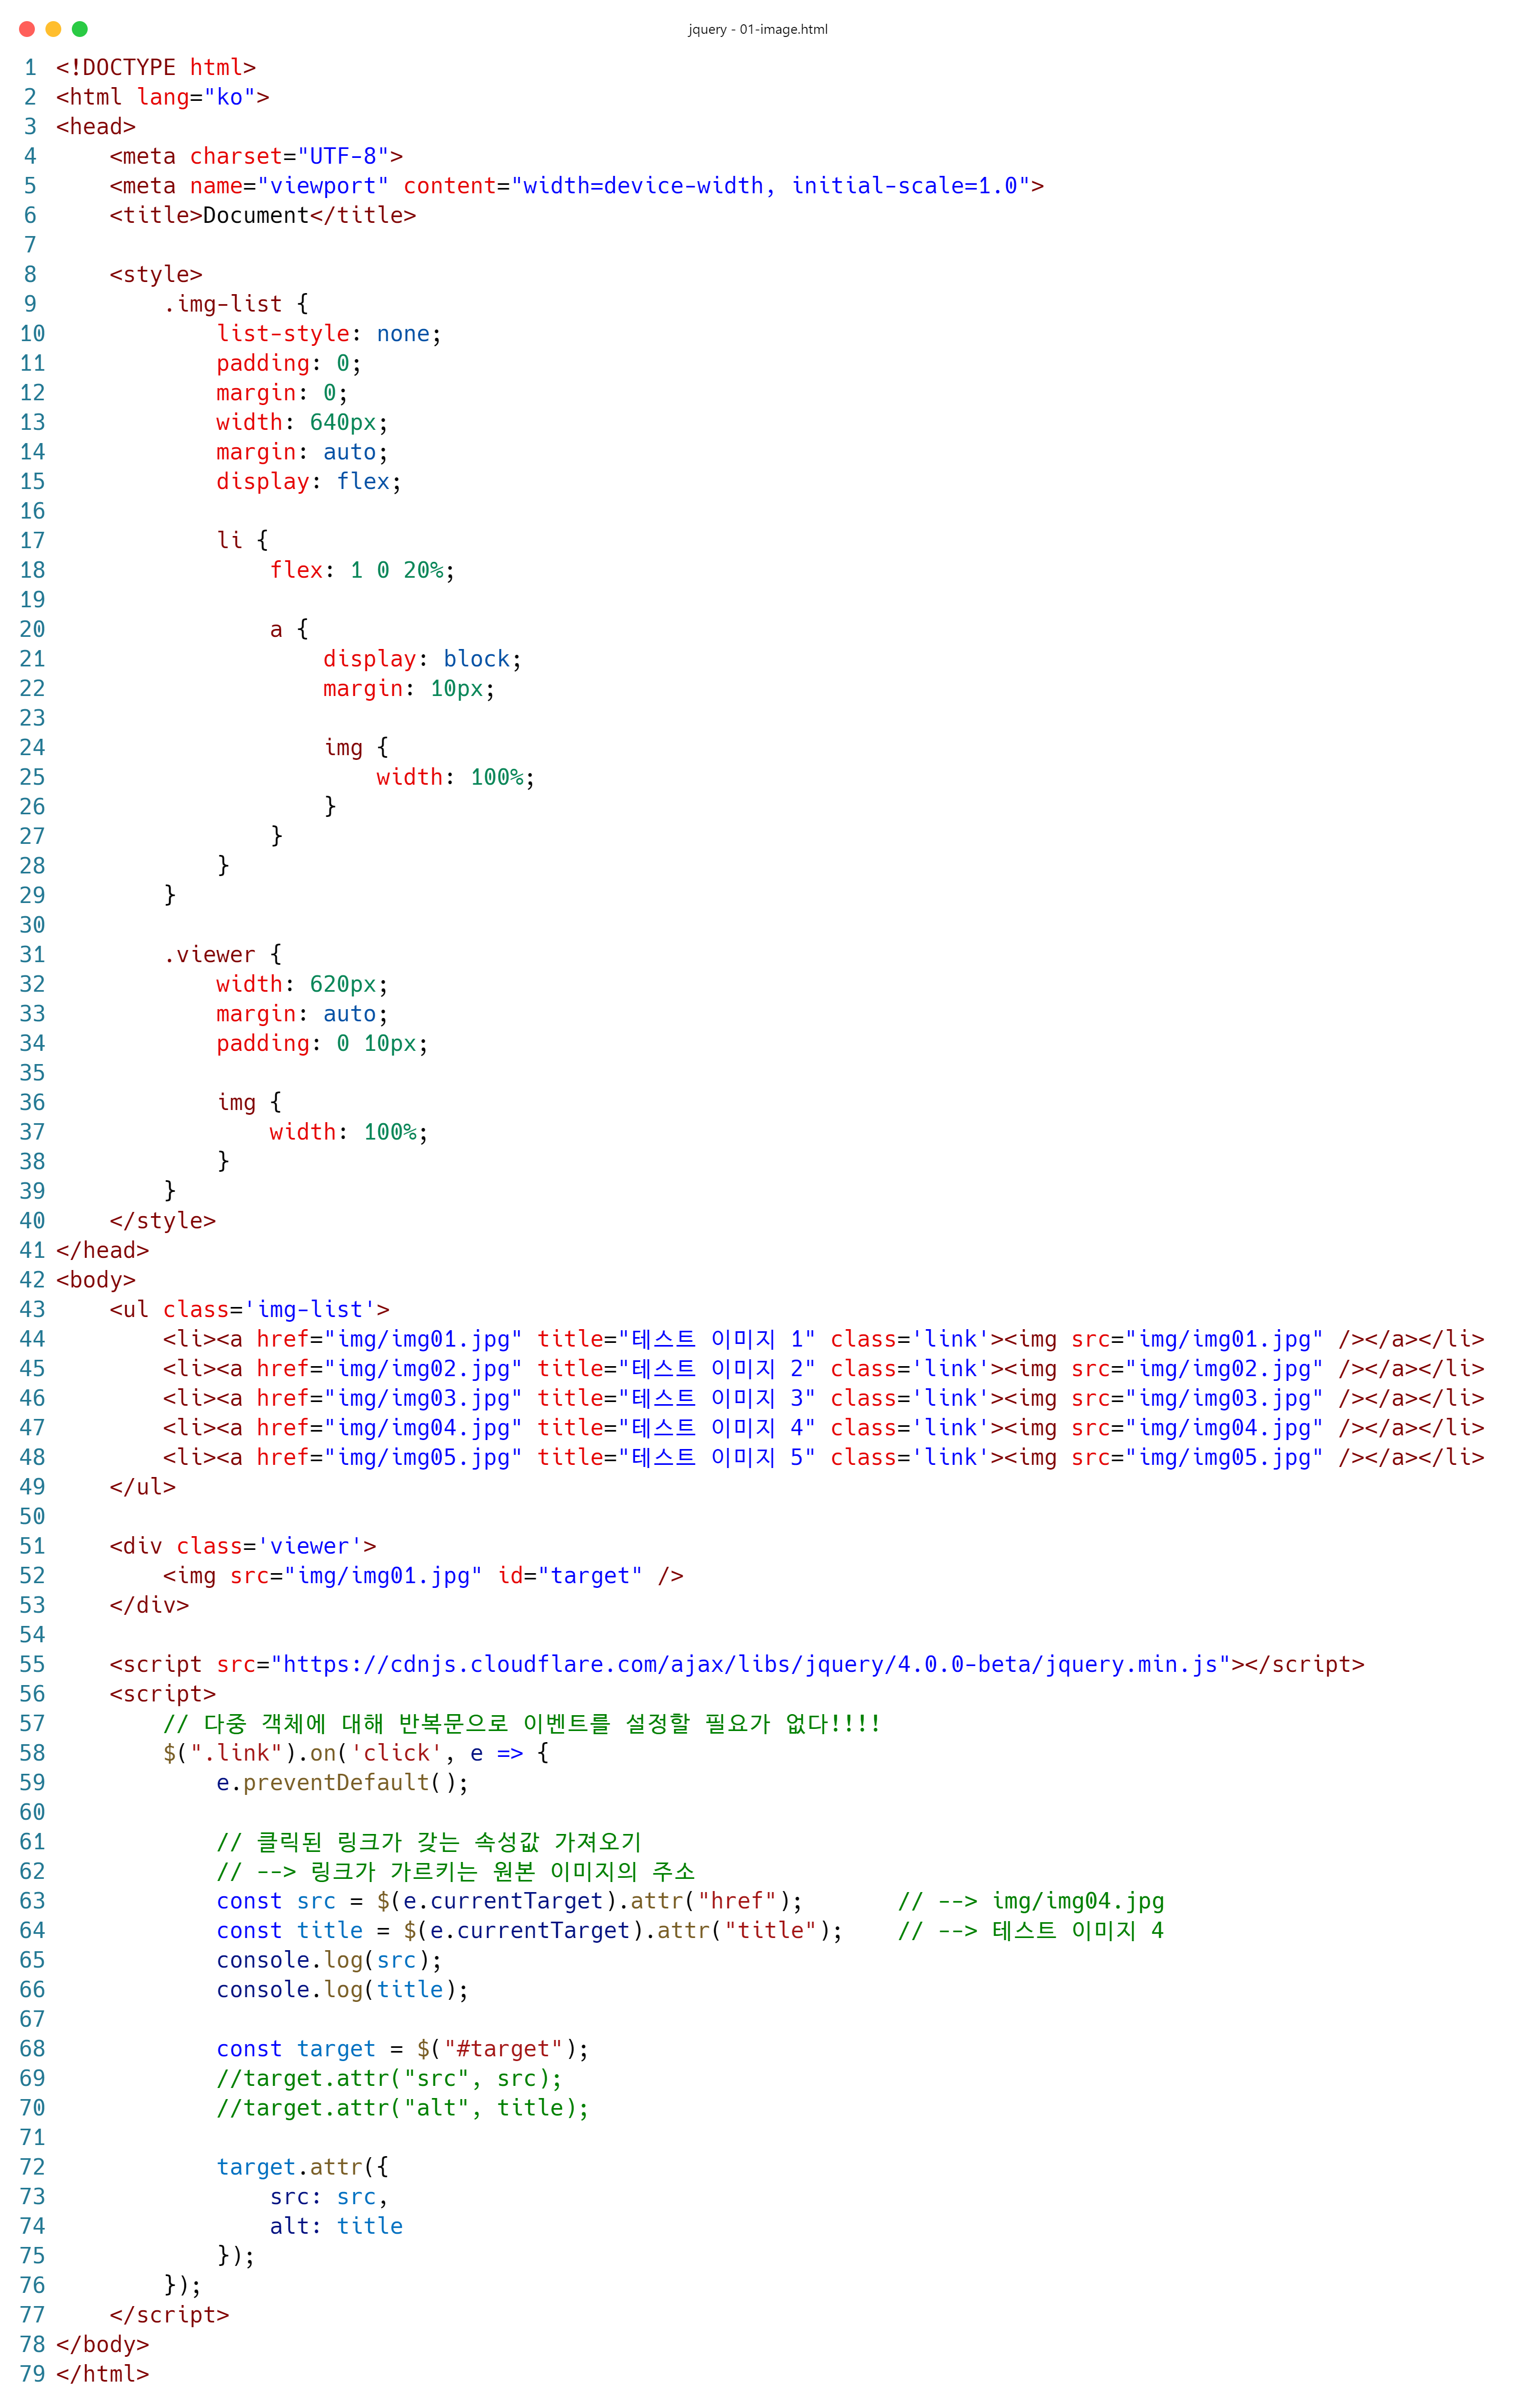 jquery - 01-image.html
1 <!DOCTYPE html>
2 <html lang="ko">
3 <head>
4     <meta charset="UTF-8">
5     <meta name="viewport" content="width=device-width, initial-scale=1.0">
6     <title>Document</title>
7
8     <style>
9         .img-list {
10             list-style: none;
11             padding: 0;
12             margin: 0;
13             width: 640px;
14             margin: auto;
15             display: flex;
16
17             li {
18                 flex: 1 0 20%;
19
20                 a {
21                     display: block;
22                     margin: 10px;
23
24                     img {
25                         width: 100%;
26                     }
27                 }
28             }
29         }
30
31         .viewer {
32             width: 620px;
33             margin: auto;
34             padding: 0 10px;
35
36             img {
37                 width: 100%;
38             }
39         }
40     </style>
41 </head>
42 <body>
43     <ul class='img-list'>
44         <li><a href="img/img01.jpg" title="테스트 이미지 1" class='link'><img src="img/img01.jpg" /></a></li>
45         <li><a href="img/img02.jpg" title="테스트 이미지 2" class='link'><img src="img/img02.jpg" /></a></li>
46         <li><a href="img/img03.jpg" title="테스트 이미지 3" class='link'><img src="img/img03.jpg" /></a></li>
47         <li><a href="img/img04.jpg" title="테스트 이미지 4" class='link'><img src="img/img04.jpg" /></a></li>
48         <li><a href="img/img05.jpg" title="테스트 이미지 5" class='link'><img src="img/img05.jpg" /></a></li>
49     </ul>
50
51     <div class='viewer'>
52         <img src="img/img01.jpg" id="target" />
53     </div>
54
55     <script src="https://cdnjs.cloudflare.com/ajax/libs/jquery/4.0.0-beta/jquery.min.js"></script>
56     <script>
57         // 다중 객체에 대해 반복문으로 이벤트를 설정할 필요가 없다!!!!
58         $(".link").on('click', e => {
59             e.preventDefault();
60
61             // 클릭된 링크가 갖는 속성값 가져오기
62             // --> 링크가 가르키는 원본 이미지의 주소
63             const src = $(e.currentTarget).attr("href");       // --> img/img04.jpg
64             const title = $(e.currentTarget).attr("title");    // --> 테스트 이미지 4
65             console.log(src);
66             console.log(title);
67
68             const target = $("#target");
69             //target.attr("src", src);
70             //target.attr("alt", title);
71
72             target.attr({
73                 src: src,
74                 alt: title
75             });
76         });
77     </script>
78 </body>
79 </html>